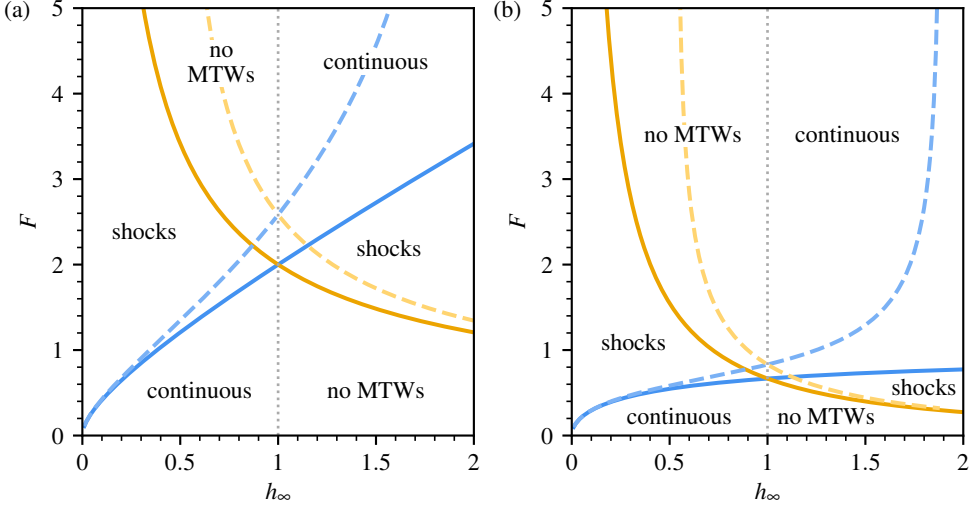 (a)
5
4
3
2
1
0
F
no
MTWs
continuous
shocks
shocks
continuous
no MTWs
0
0.5
1
1.5
2
h∞
(b)
5
4
3
2
1
0
F
no MTWs
continuous
shocks
shocks
continuous
no MTWs
0
0.5
1
1.5
2
h∞